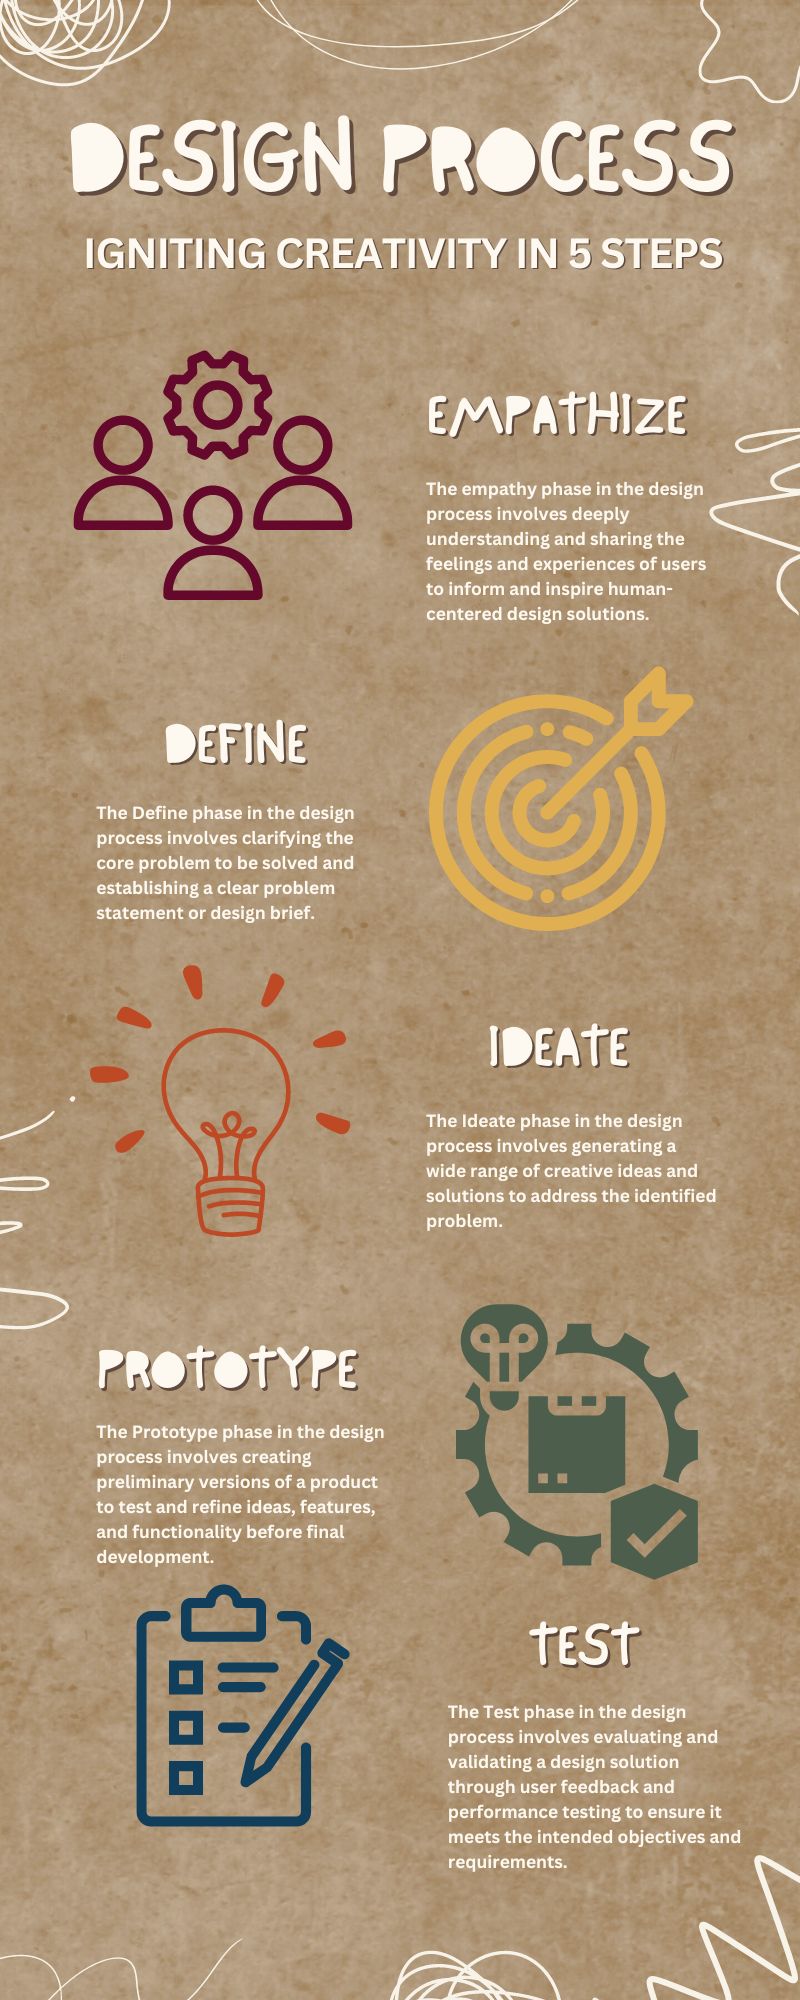 DESIGN PROCESS
IGNITING CREATIVITY IN 5 STEPS
EMPATHIZE
The empathy phase in the design
process involves deeply
understanding and sharing the
feelings and experiences of users
to inform and inspire human-
centered design solutions.
DEFINE
The Define phase in the design
process involves clarifying the
core problem to be solved and
establishing a clear problem
statement or design brief.
IDEATE
The Ideate phase in the design
process involves generating a
wide range of creative ideas and
solutions to address the identified
problem.
PROTOTYPE
The Prototype phase in the design
process involves creating
preliminary versions of a product
to test and refine ideas, features,
and functionality before final
development.
TEST
The Test phase in the design
process involves evaluating and
validating a design solution
through user feedback and
performance testing to ensure it
meets the intended objectives and
requirements.